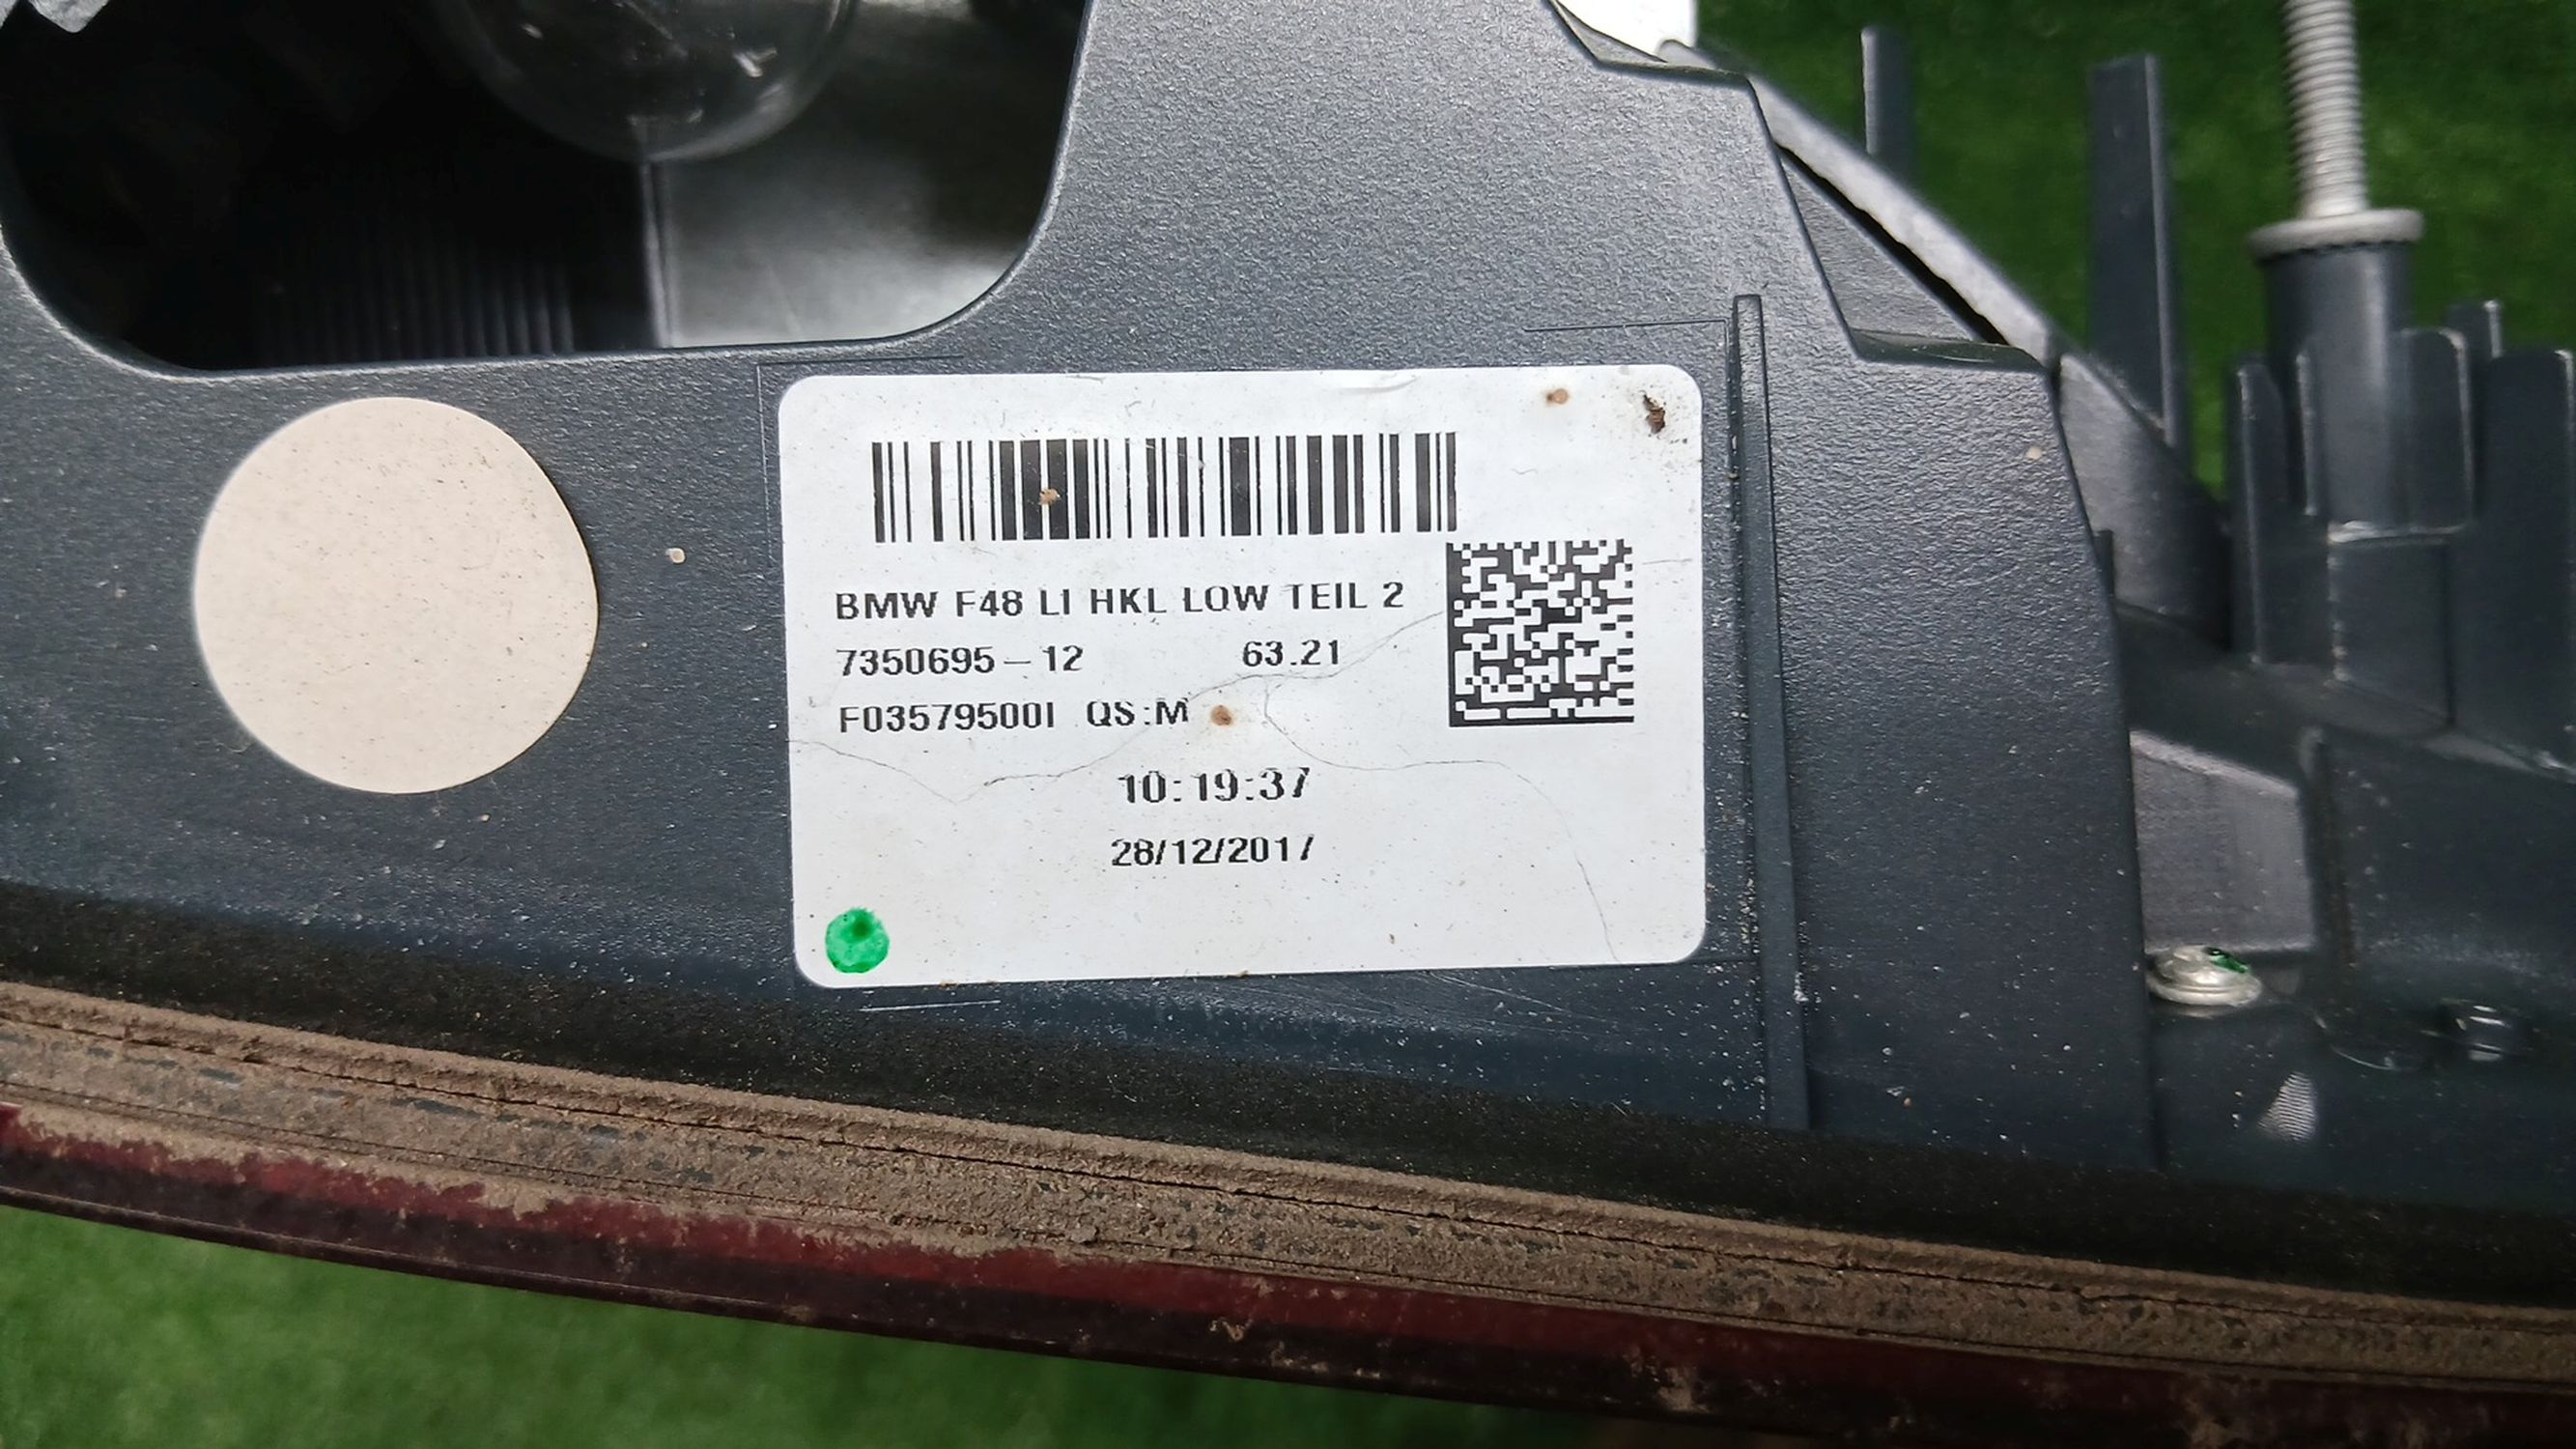 BMW F48 LI HKL LOW TEIL 2
7350695-12 63.21
F03579500I QS:M
10:19:37
28/12/2017